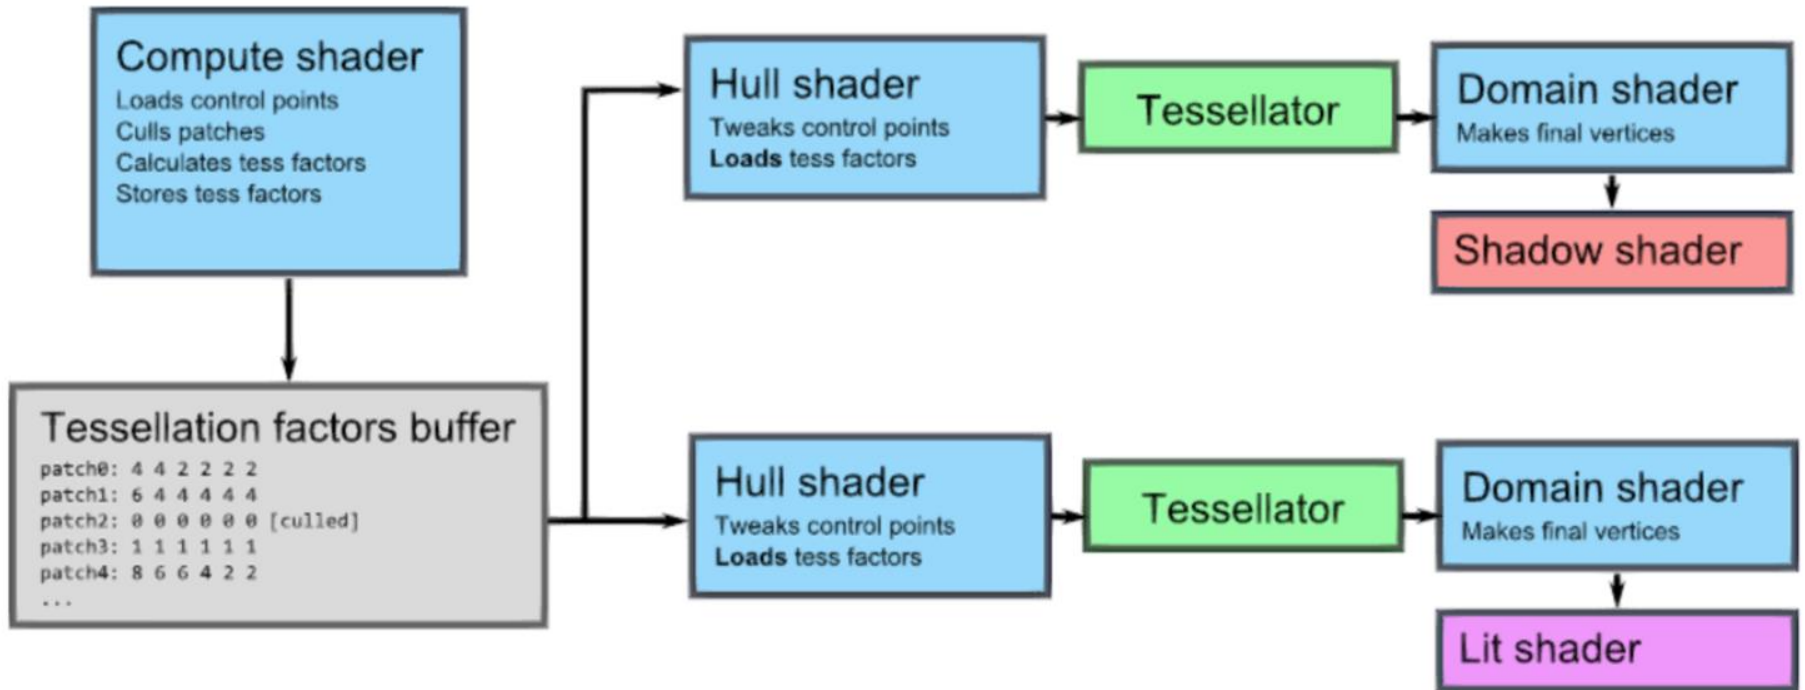 Compute shader
Loads control points
Culls patches
Calculates tess factors
Stores tess factors
Tessellation factors buffer
patch0: 4 4 2 2 2 2
patch1: 6 4 4 4 4 4
patch2: 0 0 0 0 0 0 [culled]
patch3: 1 1 1 1 1 1
patch4: 8 6 6 4 2 2
...
Hull shader
Tweaks control points
Loads tess factors
Tessellator
Domain shader
Makes final vertices
Shadow shader
Hull shader
Tweaks control points
Loads tess factors
Tessellator
Domain shader
Makes final vertices
Lit shader